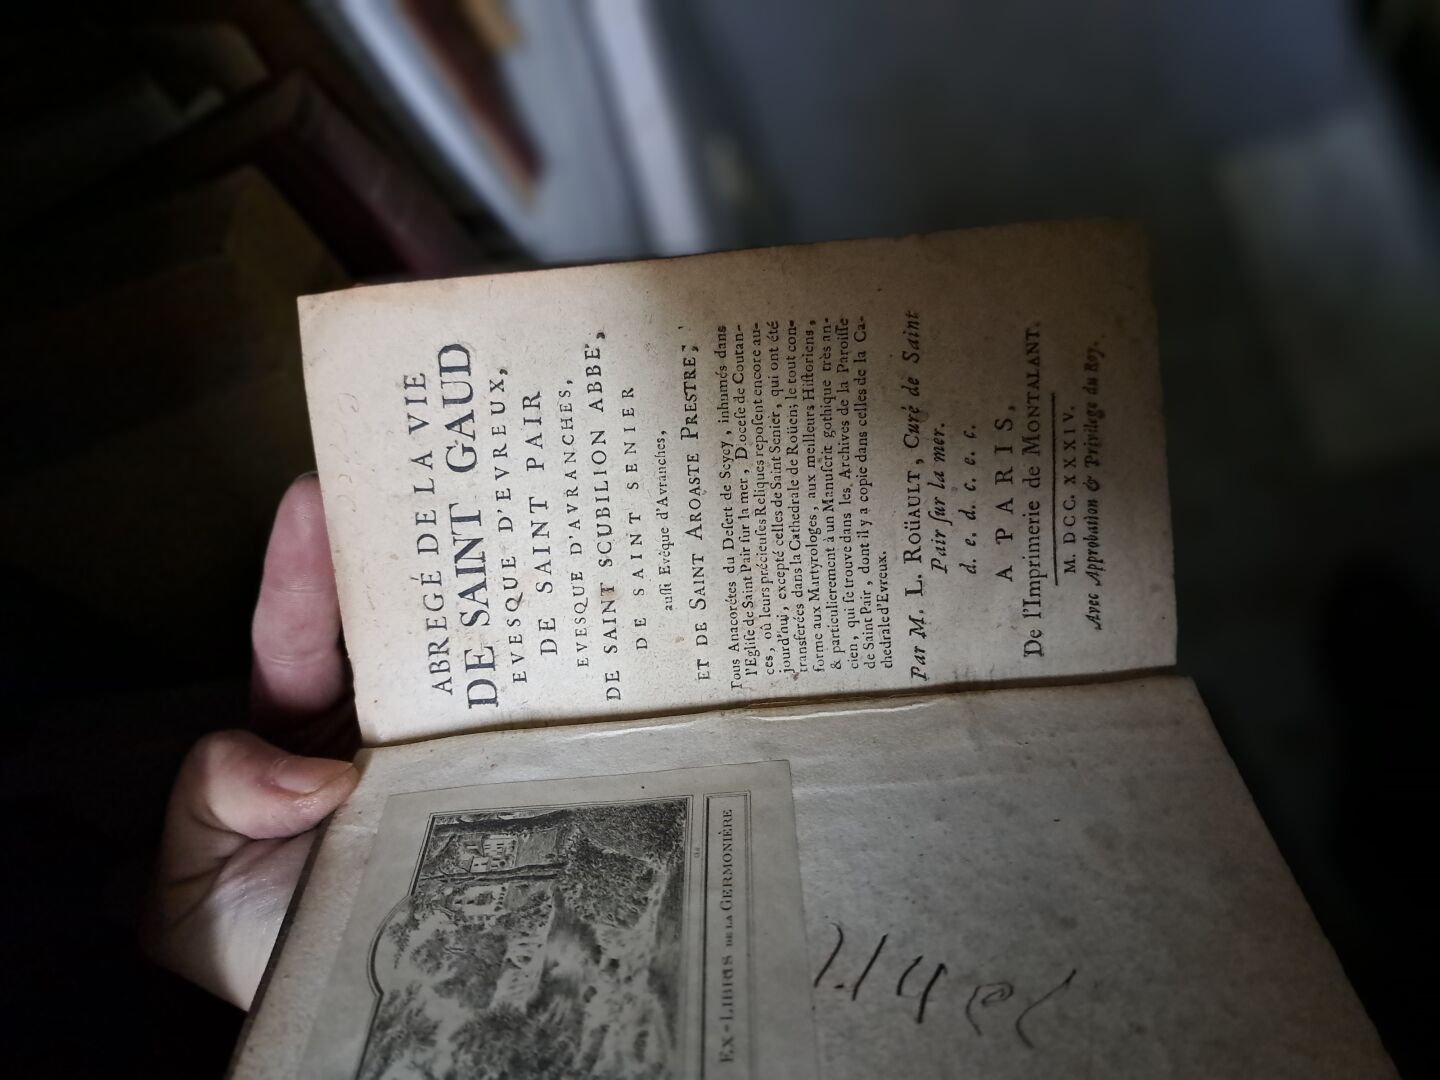 ABREGÉ DE LA VIE
DE SAINT GAUD
EVESQUE D'EVREUX,
DE SAINT PAIR
EVESQUE D'AVRANCHES,
DE SAINT SCUBILION ABBÉ,
DE SAINT SENIER
auſſi Evêque d'Avranches,
ET DE SAINT AROASTE PRESTRE;
Tous Anacorétes du Deſert de Scycy, inhumés dans
l'Egliſe de Saint Pair ſur la mer, Dioceſe de Coutan-
ces, où leurs précieuſes Reliques repoſent encore au-
jourd'hui, excepté celles de Saint Senier, qui ont été
transferées dans la Cathedrale de Roüen; le tout con-
forme aux Martyrologes, aux meilleurs Hiſtoriens,
& particulierement à un Manuſcrit gothique très an-
cien, qui ſe trouve dans les Archives de la Paroiſſe
de Saint Pair, dont il y a copie dans celles de la Ca-
thedrale d'Evreux.
Par M. L. ROÜAULT, Curé de Saint
Pair ſur la mer.
d. e. d. c. e. c.
A PARIS,
De l'Imprimerie de MONTALANT.
M. DCC. XXXIV.
Avec Approbation & Privilege du Roy.
EX-LIBRIS DE LA GERMONIÈRE